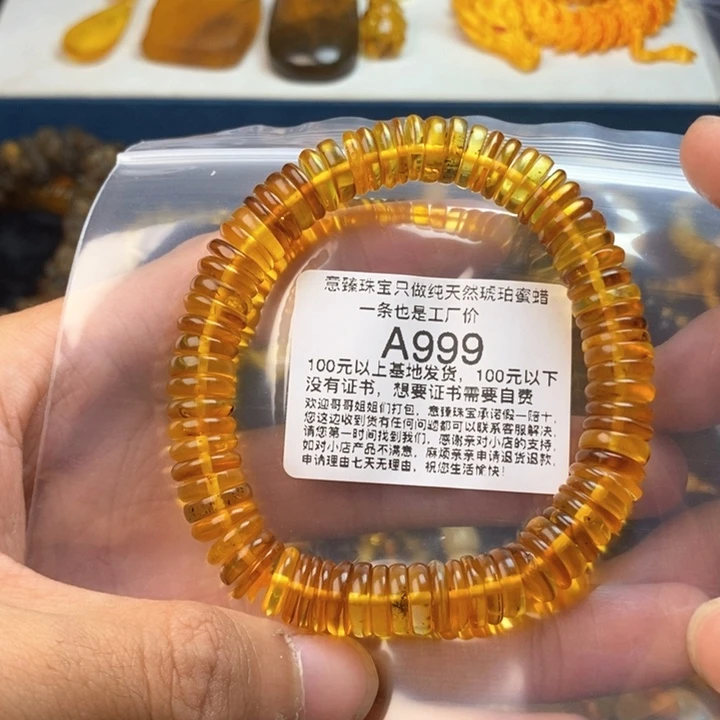 意臻珠宝只做纯天然琥珀蜜蜡
一条也是工厂价
A999
100元以上基地发货，100元以下
没有证书，想要证书需要自费
欢迎哥哥姐姐们打包，意臻珠宝承诺假一赔十，
您这边收到货有任何问题都可以联系客服解决，
请您第一时间找到我们，感谢亲对小店的支持，
如对小店产品不满意，麻烦亲亲申请退货退款，
申请理由七天无理由，祝您生活愉快！